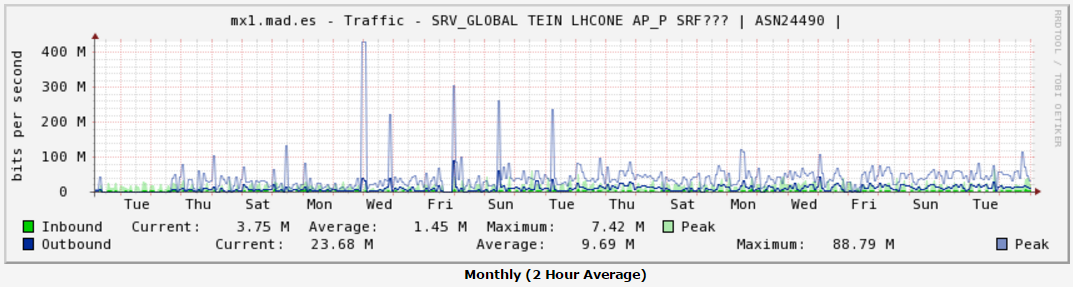 mx1.mad.es - Traffic - SRV_GLOBAL TEIN LHCONE AP_P SRF??? | ASN24490 |
RRDTOOL / TOBI OETIKER
bits per second
400 M
300 M
200 M
100 M
0
Tue Thu Sat Mon Wed Fri Sun Tue Thu Sat Mon Wed Fri Sun Tue
Inbound Current: 3.75 M Average: 1.45 M Maximum: 7.42 M Peak
Outbound Current: 23.68 M Average: 9.69 M Maximum: 88.79 M Peak
Monthly (2 Hour Average)